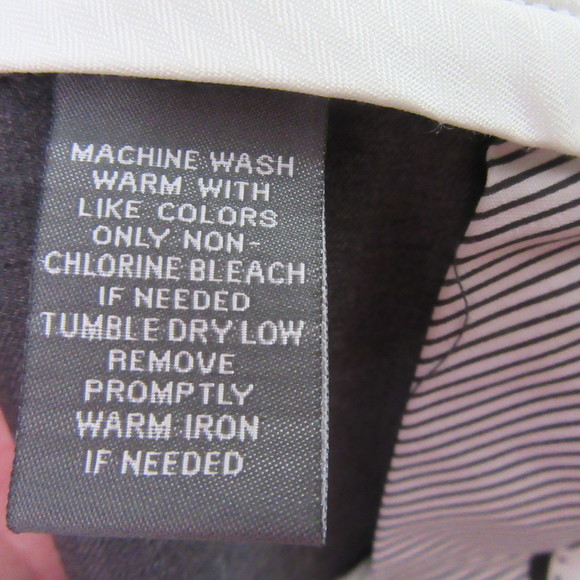 MACHINE WASH
WARM WITH
LIKE COLORS
ONLY NON-
CHLORINE BLEACH
IF NEEDED
TUMBLE DRY LOW
REMOVE
PROMPTLY
WARM IRON
IF NEEDED